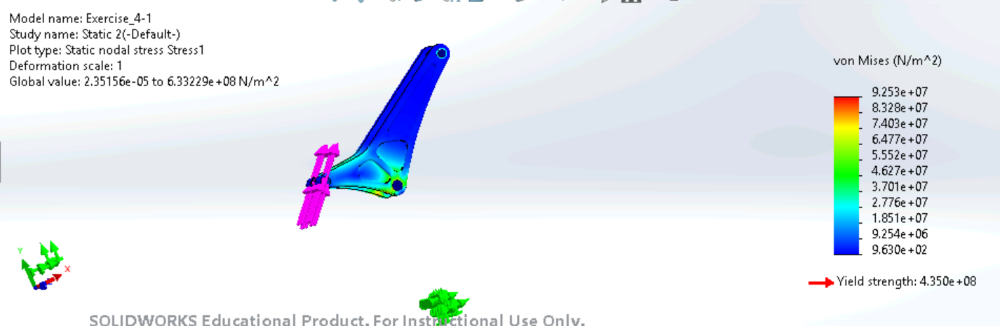 Model name: Exercise_4-1
Study name: Static 2(-Default-)
Plot type: Static nodal stress Stress1
Deformation scale: 1
Global value: 2.35156e-05 to 6.33229e+08 N/m^2
von Mises (N/m^2)
9.253e+07
8.328e+07
7.403e+07
6.477e+07
5.552e+07
4.627e+07
3.701e+07
2.776e+07
1.851e+07
9.254e+06
9.630e+02
Yield strength: 4.350e+08
Y
X
SOLIDWORKS Educational Product. For Instructional Use Only.